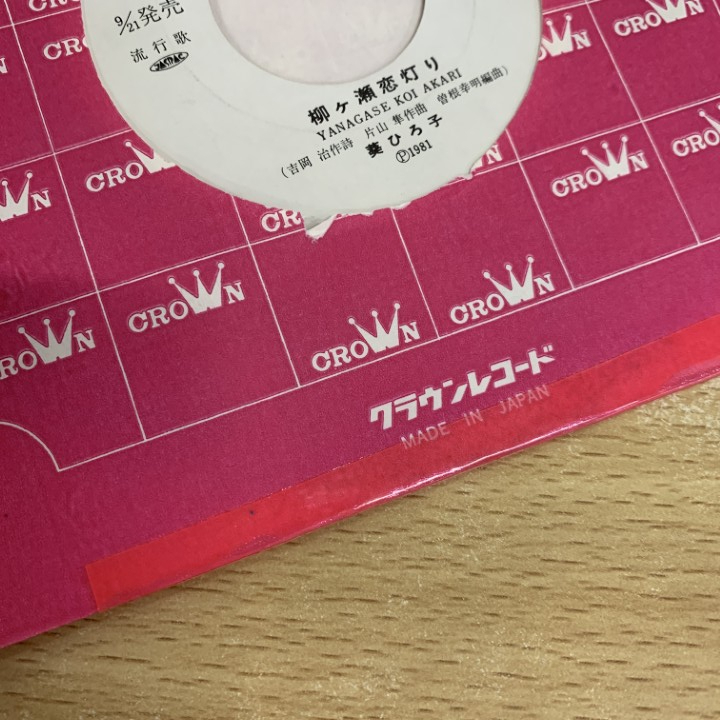 9/21発売
流行歌
柳ヶ瀬恋灯り
YANAGASE KOI AKARI
(吉岡 治作詩 片山 隼作曲 曽根幸明編曲)
葵ひろ子
Ⓟ1981
CROWN
CROWN
CROWN
CROWN
CROWN
CROWN
CROWN
CROWN
クラウンレコード
MADE IN JAPAN